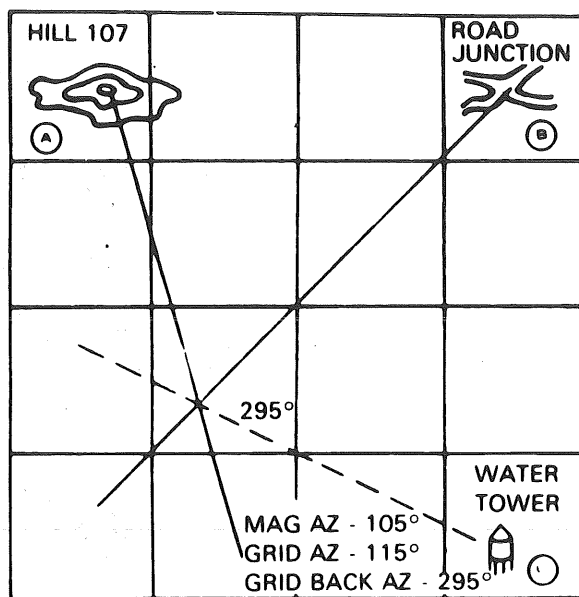 HILL 107
ROAD
JUNCTION
A
B
295°
WATER
TOWER
MAG AZ - 105°
GRID AZ - 115°
GRID BACK AZ - 295°